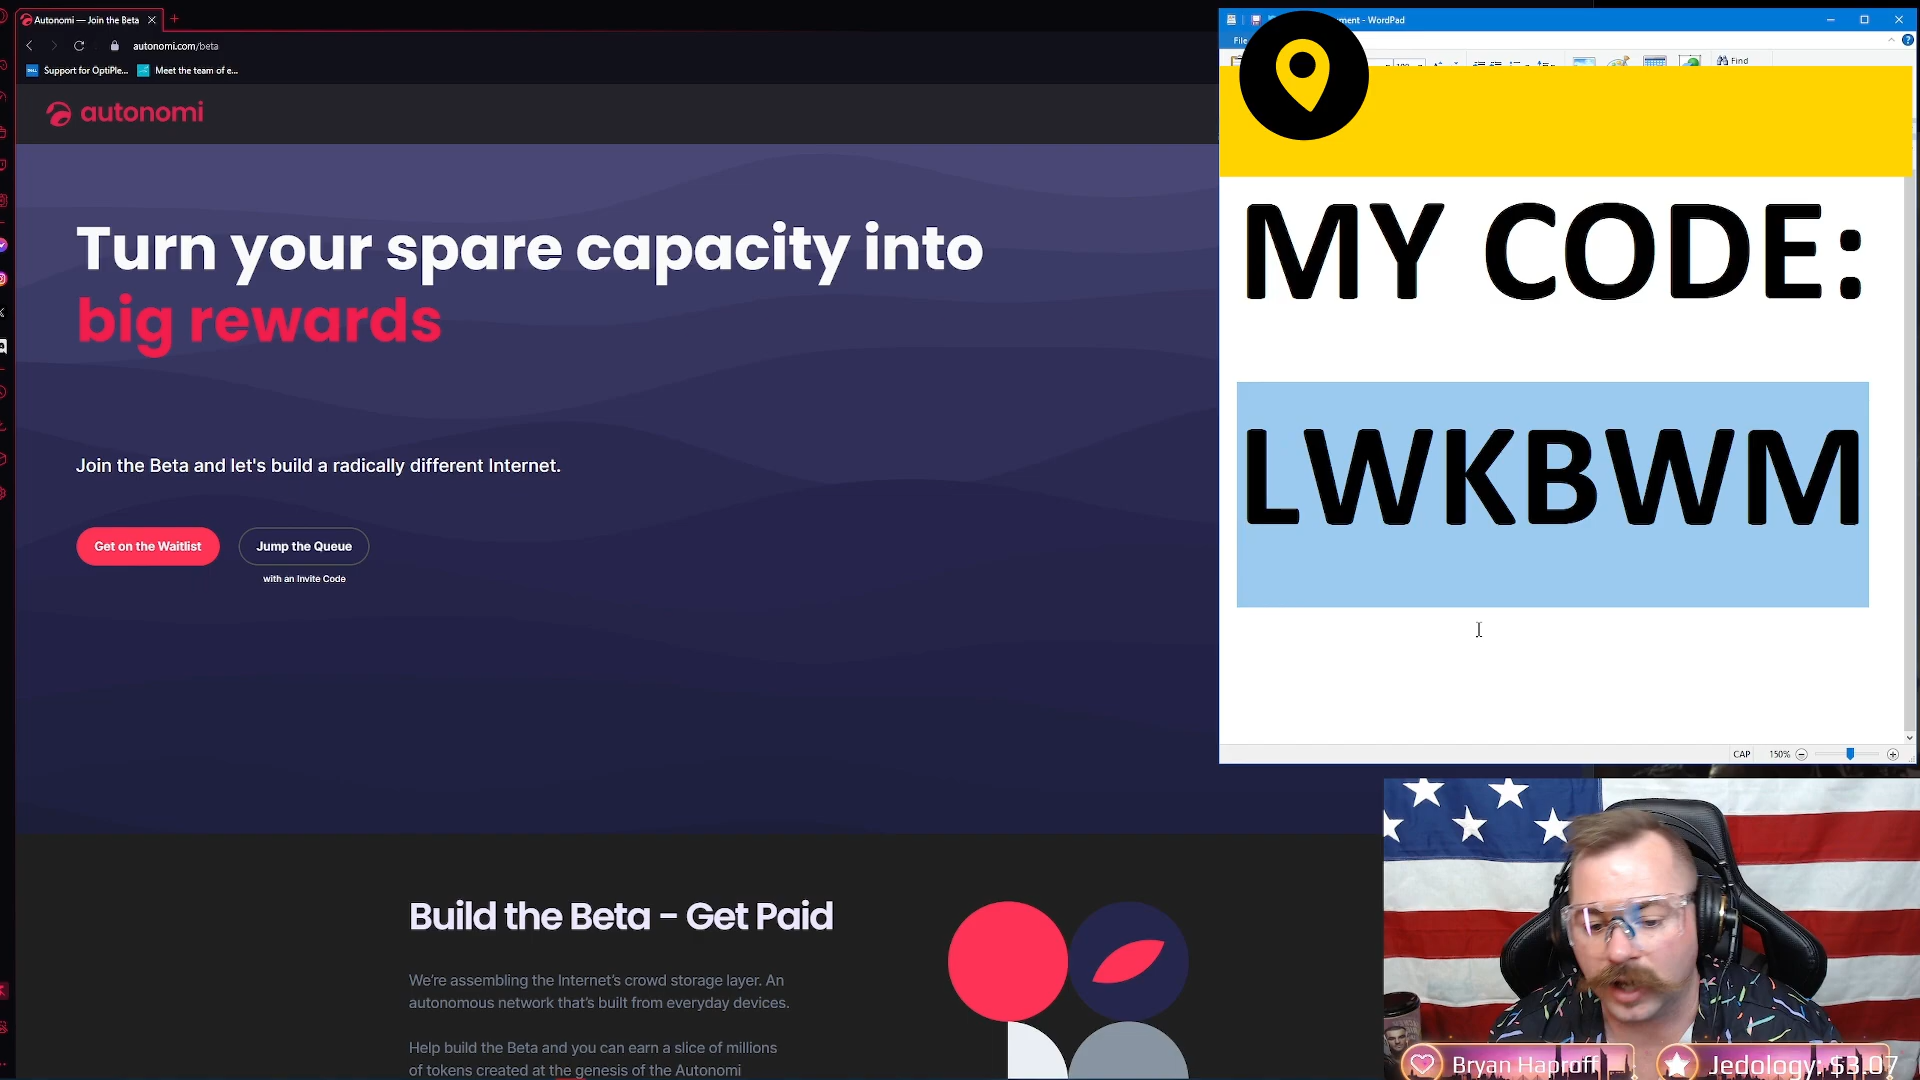 Autonomi — Join the Beta
autonomi.com/beta
Support for OptiPle...
Meet the team of e...
autonomi
Turn your spare capacity into
big rewards
Join the Beta and let's build a radically different Internet.
Get on the Waitlist
Jump the Queue
with an Invite Code
Build the Beta – Get Paid
We're assembling the Internet's crowd storage layer. An
autonomous network that's built from everyday devices.
Help build the Beta and you can earn a slice of millions
of tokens created at the genesis of the Autonomi
- WordPad
File
Find
MY CODE:
LWKBWM
CAP
150%
Bryan Haproff
Jedology: $3.07